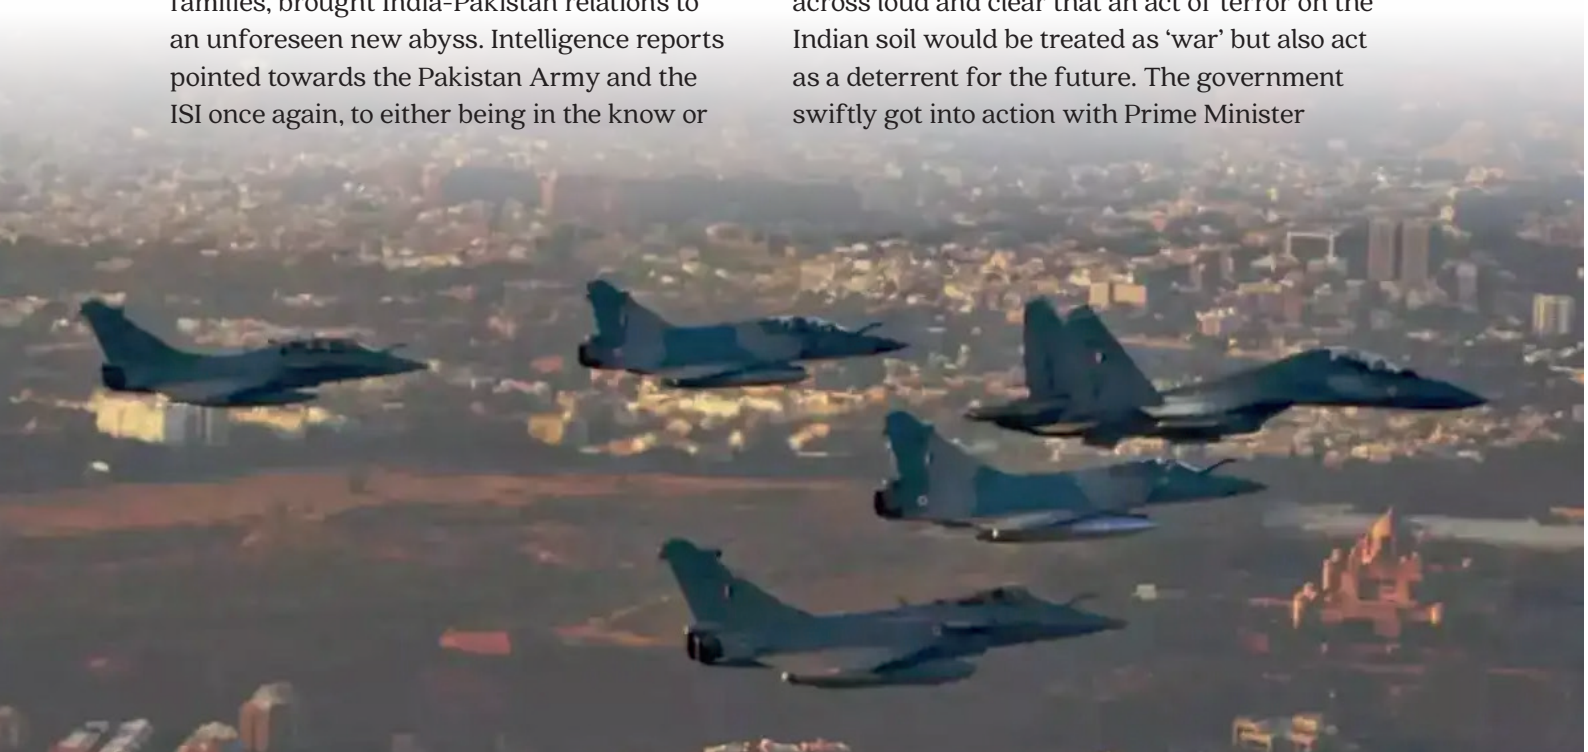 families, brought India-Pakistan relations to
an unforeseen new abyss. Intelligence reports
pointed towards the Pakistan Army and the
ISI once again, to either being in the know or
across loud and clear that an act of terror on the
Indian soil would be treated as ‘war’ but also act
as a deterrent for the future. The government
swiftly got into action with Prime Minister